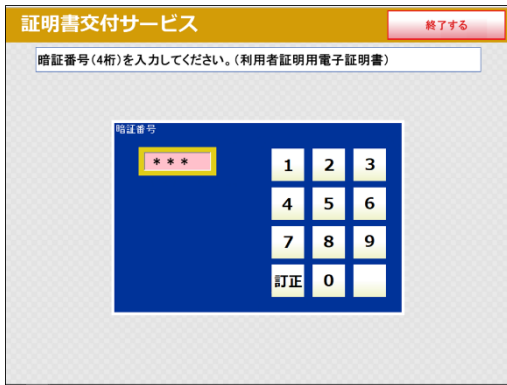 証明書交付サービス
終了する
暗証番号(4桁)を入力してください。(利用者証明用電子証明書)
暗証番号
* * *
1 2 3
4 5 6
7 8 9
訂正 0